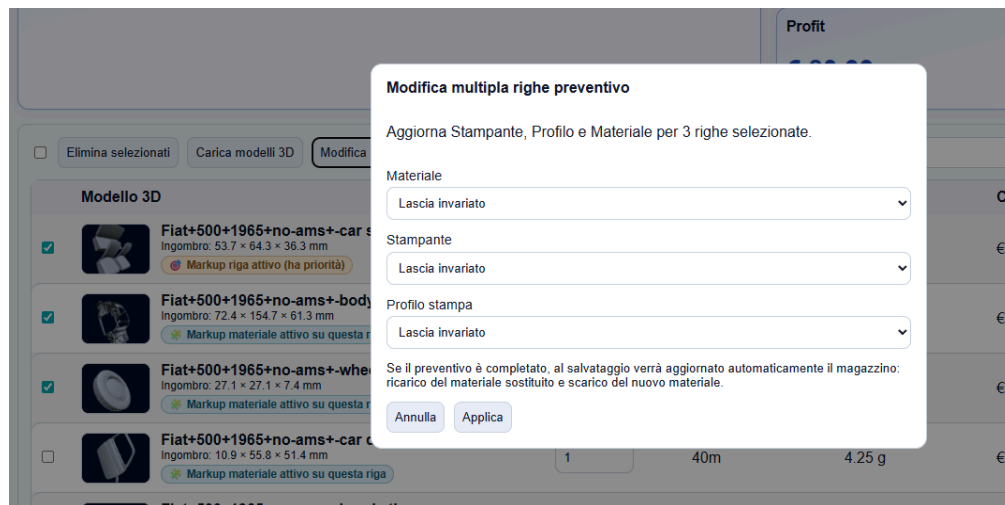 Profit
Modifica multipla righe preventivo
Aggiorna Stampante, Profilo e Materiale per 3 righe selezionate.
Elimina selezionati
Carica modelli 3D
Modifica
Materiale
Lascia invariato
Modello 3D
Stampante
Lascia invariato
Profilo stampa
Lascia invariato
Se il preventivo è completato, al salvataggio verrà aggiornato automaticamente il magazzino:
ricarico del materiale sostituito e scarico del nuovo materiale.
Annulla
Applica
Fiat+500+1965+no-ams+-car
Ingombro: 53.7 × 64.3 × 36.3 mm
Markup riga attivo (ha priorità)
€
Fiat+500+1965+no-ams+-body
Ingombro: 72.4 × 154.7 × 61.3 mm
Markup materiale attivo su questa
€
Fiat+500+1965+no-ams+-whe
Ingombro: 27.1 × 27.1 × 7.4 mm
Markup materiale attivo su questa
€
Fiat+500+1965+no-ams+-car
Ingombro: 10.9 × 55.8 × 51.4 mm
Markup materiale attivo su questa riga
1
40m
4.25 g
€